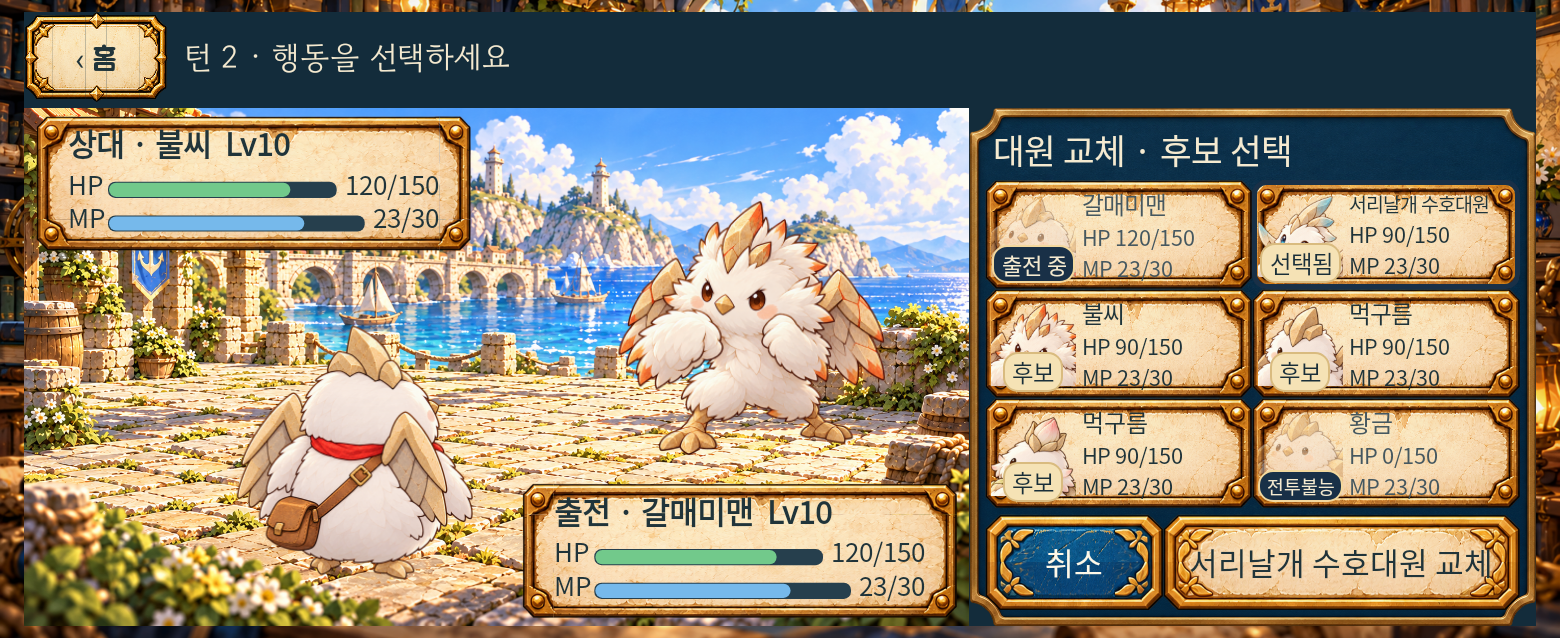 ‹ 홈
턴 2 · 행동을 선택하세요
상대 · 불씨 Lv10
HP 120/150
MP 23/30
출전 · 갈매미맨 Lv10
HP 120/150
MP 23/30
대원 교체 · 후보 선택
갈매미맨
HP 120/150
MP 23/30
출전 중
서리날개 수호대원
HP 90/150
MP 23/30
선택됨
불씨
HP 90/150
MP 23/30
후보
먹구름
HP 90/150
MP 23/30
후보
먹구름
HP 90/150
MP 23/30
후보
황금
HP 0/150
MP 23/30
전투불능
취소
서리날개 수호대원 교체